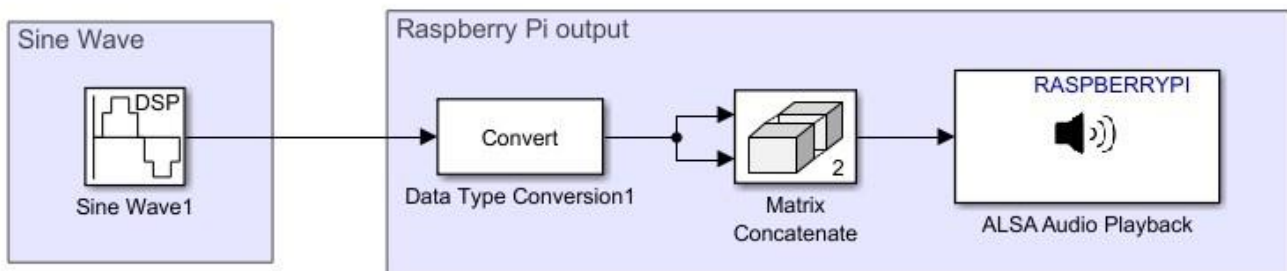 Sine Wave
DSP
Sine Wave1
Raspberry Pi output
Convert
Data Type Conversion1
2
Matrix
Concatenate
RASPBERRYPI
ALSA Audio Playback